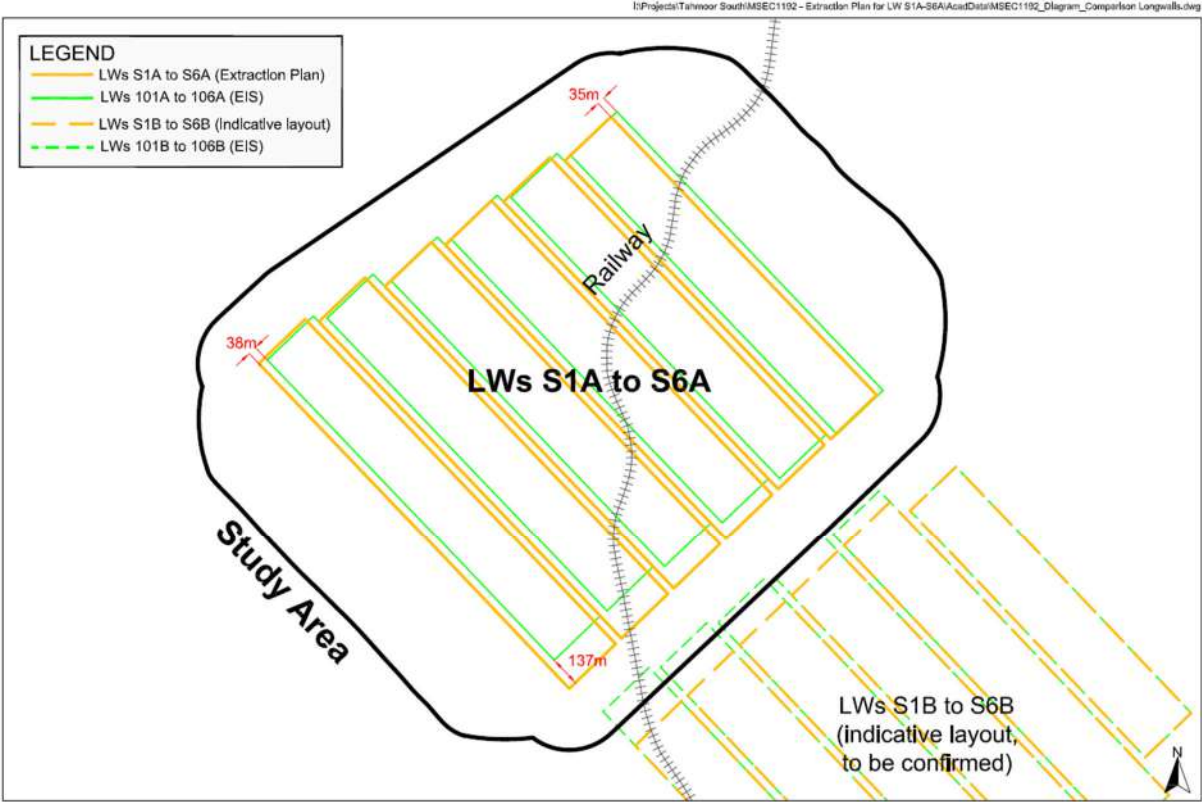 I:\Projects\Tahmoor South\MSEC1192 - Extraction Plan for LW S1A-S6A\AcadData\MSEC1192_Diagram_Comparison Longwalls.dwg
LEGEND
LWs S1A to S6A (Extraction Plan)
LWs 101A to 106A (EIS)
LWs S1B to S6B (Indicative layout)
LWs 101B to 106B (EIS)
35m
Railway
38m
LWs S1A to S6A
Study Area
137m
LWs S1B to S6B
(indicative layout,
to be confirmed)
N